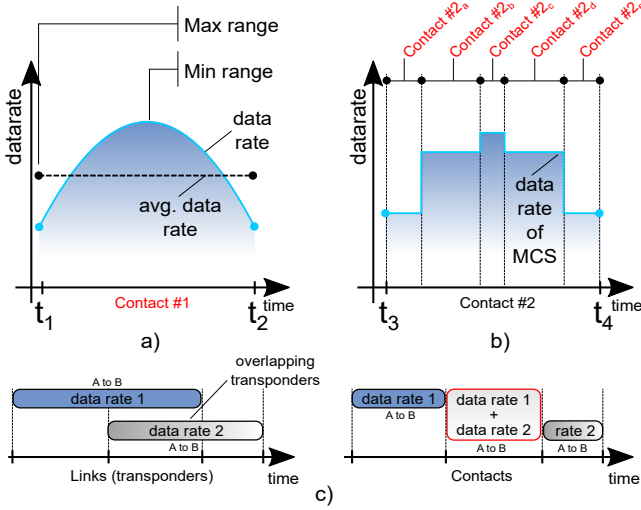 Max range
Min range
datarate
data
rate
avg. data
rate
t1
Contact #1
t2
time
a)
Contact #2a
Contact #2b
Contact #2c
Contact #2d
Contact #2e
datarate
data
rate
of
MCS
t3
Contact #2
t4
time
b)
overlapping
transponders
A to B
data rate 1
data rate 2
A to B
Links (transponders)
time
data rate 1
A to B
data rate 1
+
data rate 2
A to B
rate 2
A to B
Contacts
time
c)